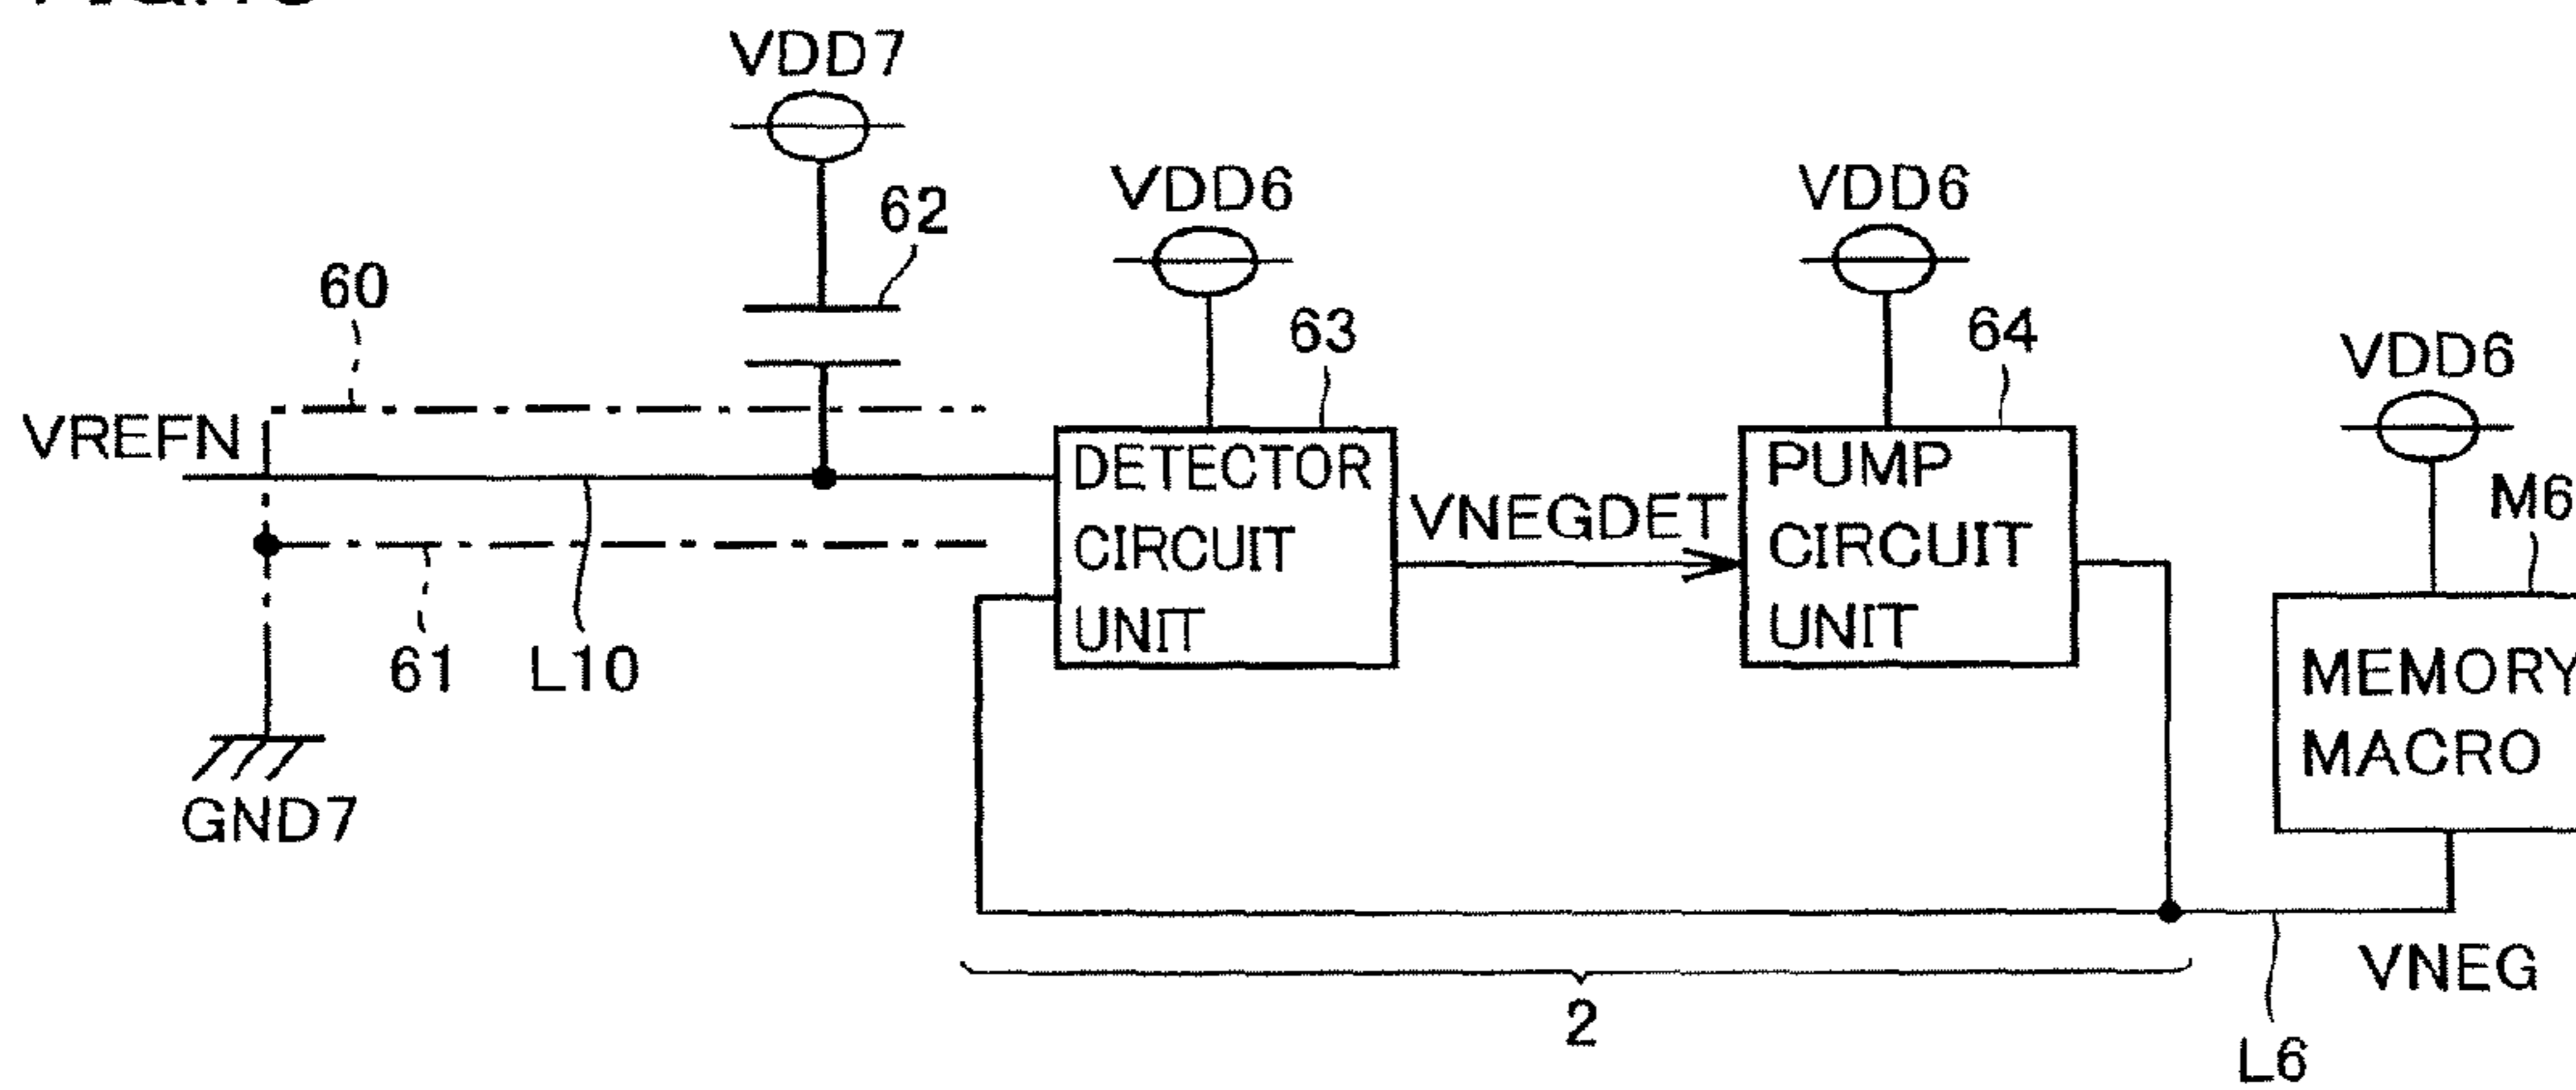 VDD7
62
VDD6
VDD6
60
63
64
VDD6
VREFN
M6
DETECTOR
CIRCUIT
UNIT
VNEGDET
PUMP
CIRCUIT
UNIT
61
L10
MEMORY
MACRO
GND7
VNEG
2
L6